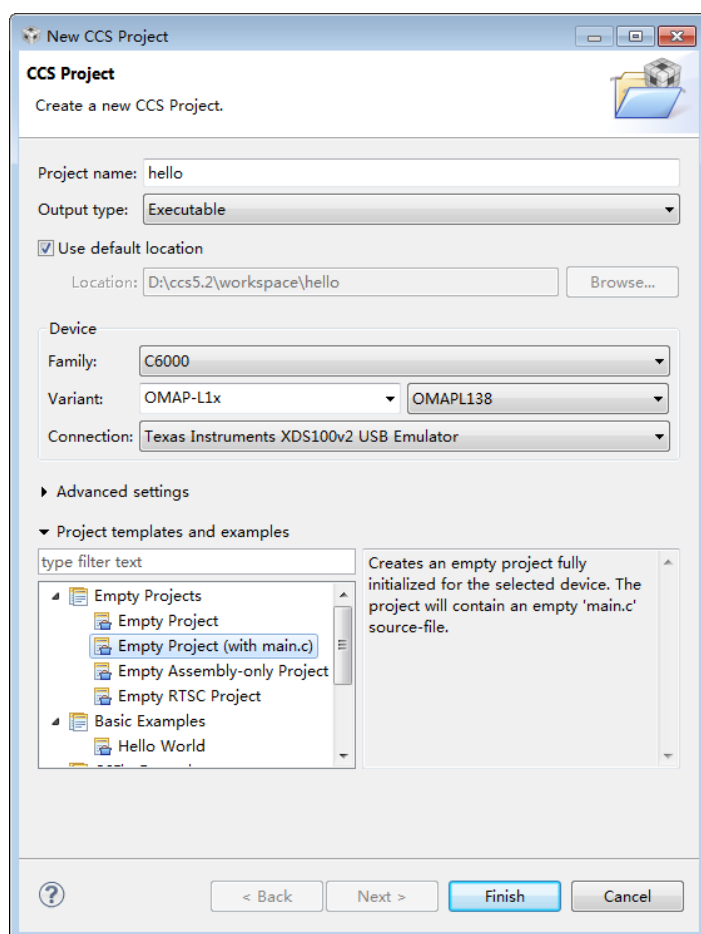 New CCS Project
CCS Project
Create a new CCS Project.
Project name: hello
Output type: Executable
Use default location
Location: D:\ccs5.2\workspace\hello Browse...
Device
Family: C6000
Variant: OMAP-L1x OMAPL138
Connection: Texas Instruments XDS100v2 USB Emulator
Advanced settings
Project templates and examples
type filter text
Empty Projects
Empty Project
Empty Project (with main.c)
Empty Assembly-only Project
Empty RTSC Project
Basic Examples
Hello World
Creates an empty project fully
initialized for the selected device. The
project will contain an empty 'main.c'
source-file.
? < Back Next > Finish Cancel